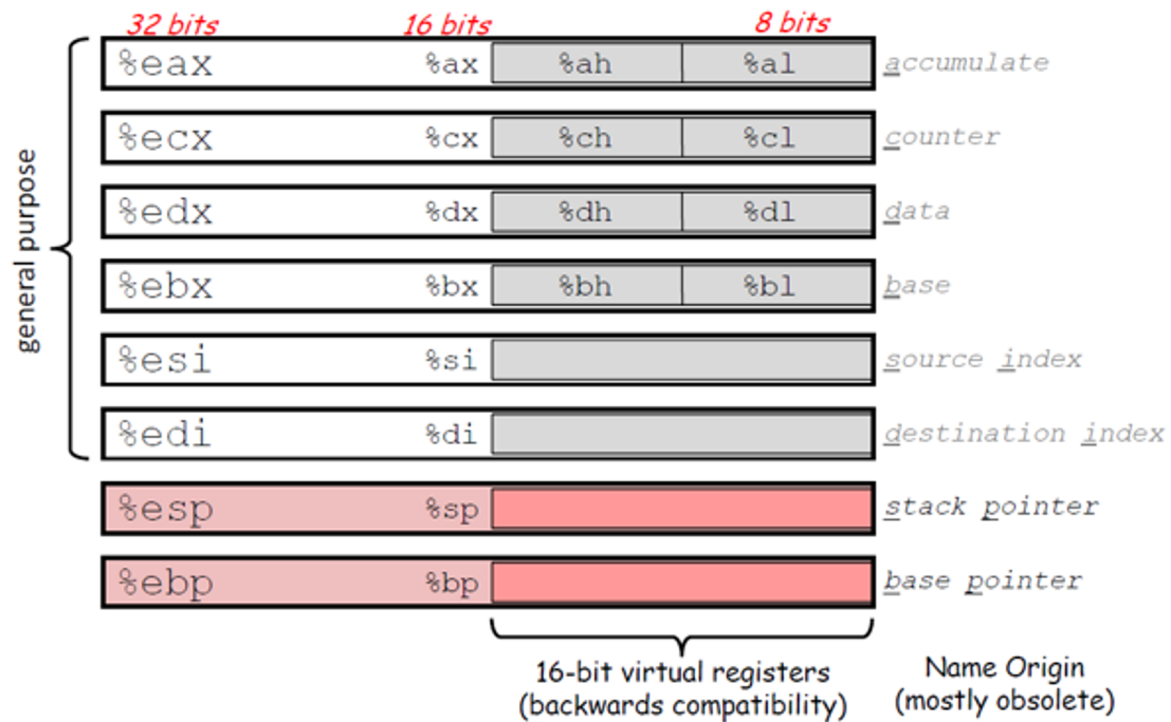 32 bits 16 bits 8 bits
%eax %ax %ah %al accumulate
%ecx %cx %ch %cl counter
%edx %dx %dh %dl data
%ebx %bx %bh %bl base
%esi %si source index
%edi %di destination index
%esp %sp stack pointer
%ebp %bp base pointer
general purpose
16-bit virtual registers
(backwards compatibility)
Name Origin
(mostly obsolete)